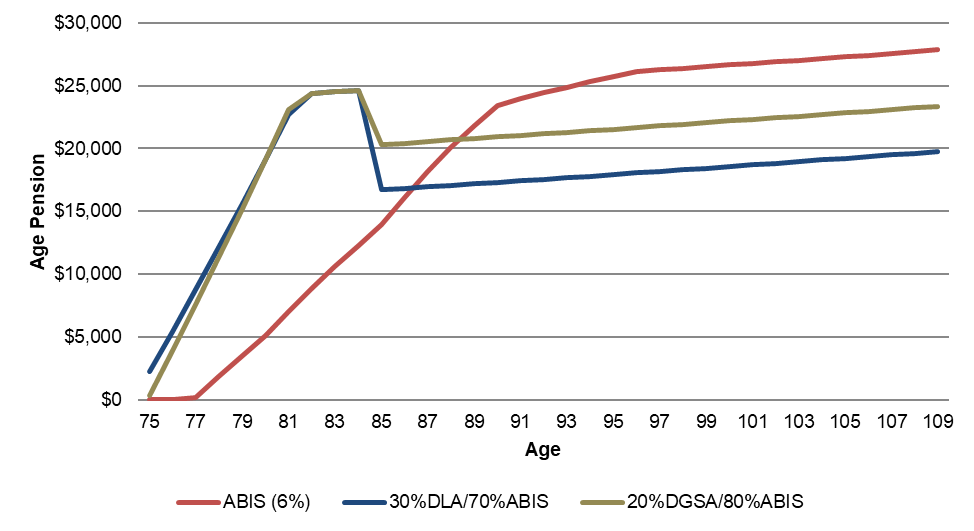 $30,000
$25,000
$20,000
$15,000
$10,000
$5,000
$0
Age Pension
75 77 79 81 83 85 87 89 91 93 95 97 99 101 103 105 107 109
Age
ABIS (6%) 30%DLA/70%ABIS 20%DGSA/80%ABIS